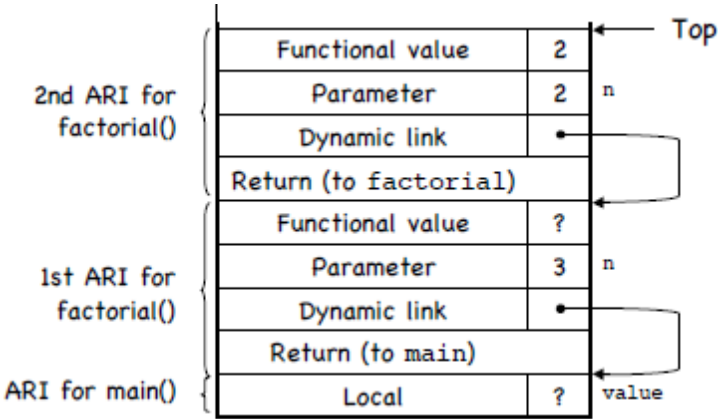 Top
Functional value 2
2nd ARI for
factorial()
Parameter 2 n
Dynamic link
Return (to factorial)
Functional value ?
1st ARI for
factorial()
Parameter 3 n
Dynamic link
Return (to main)
ARI for main()
Local ? value